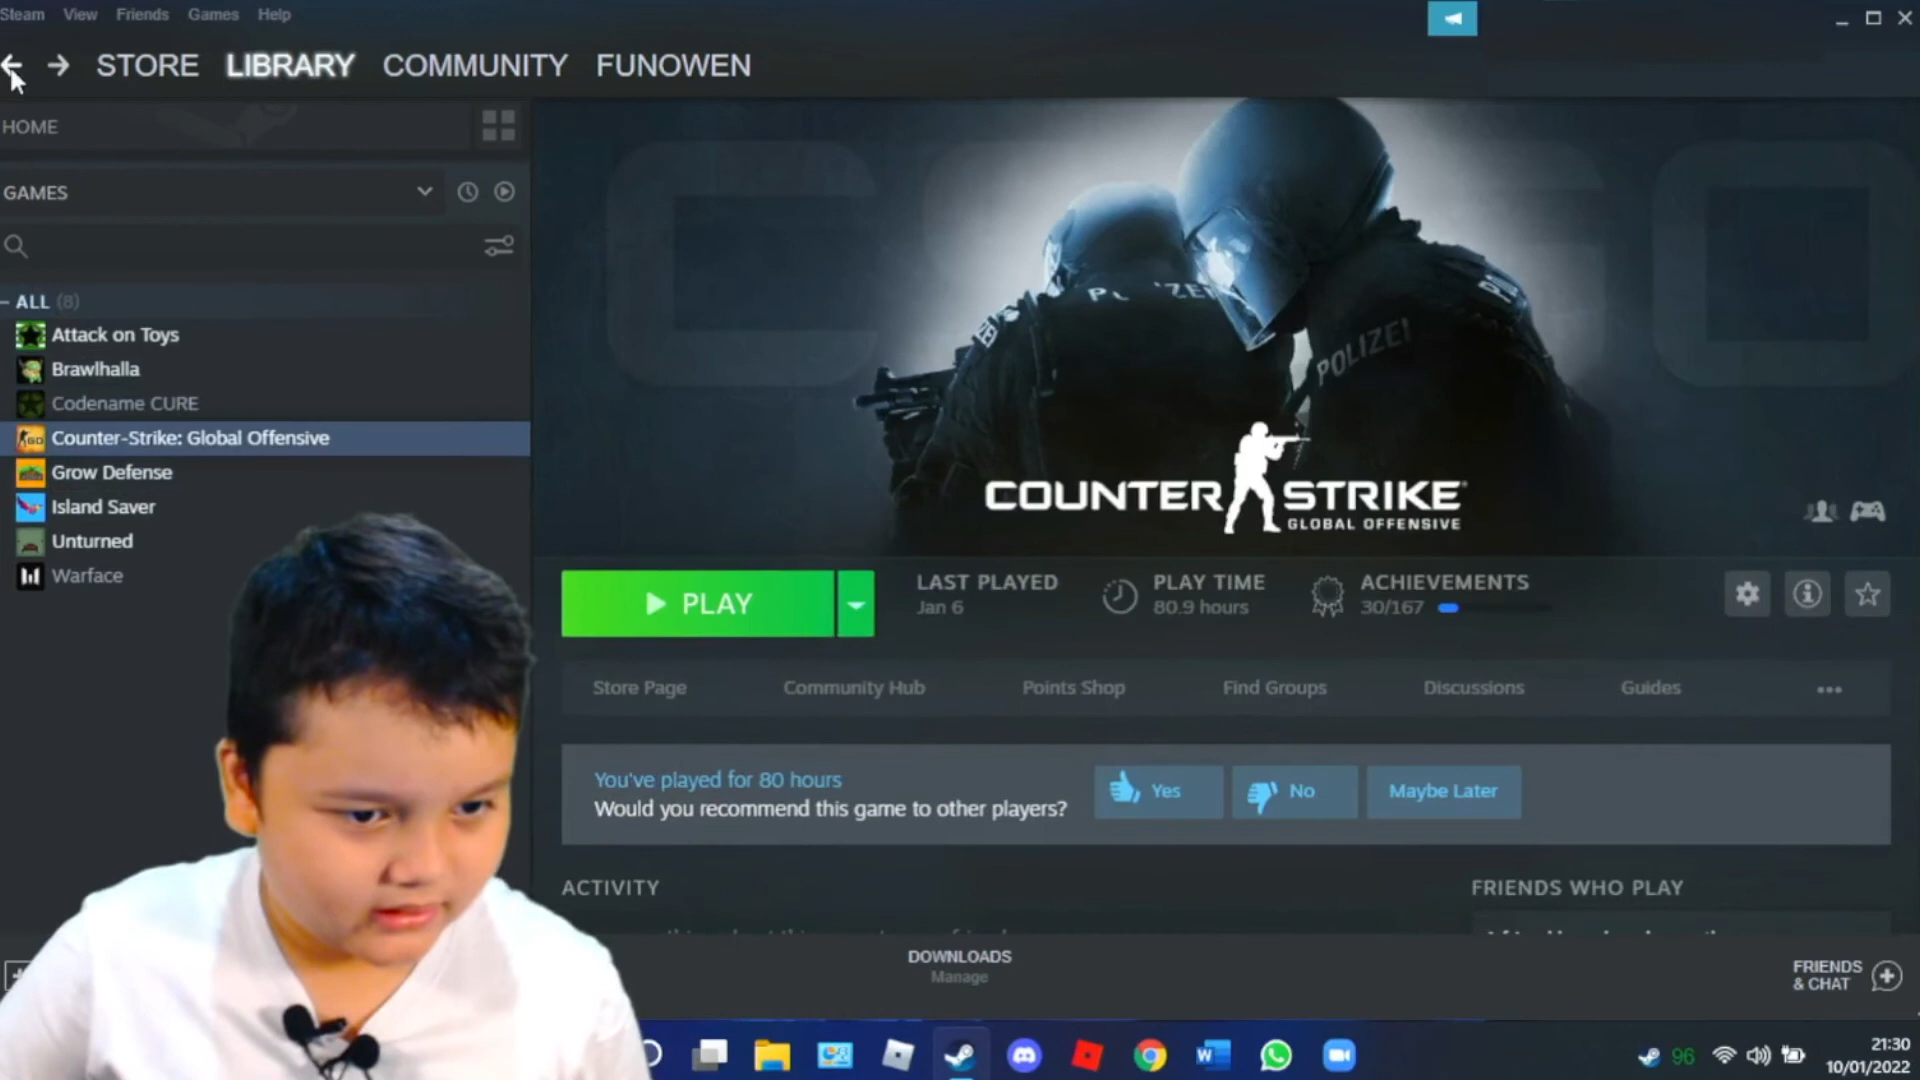 Steam View Friends Games Help
STORE LIBRARY COMMUNITY FUNOWEN
HOME
GAMES
- ALL (8)
Attack on Toys
Brawlhalla
Codename CURE
Counter-Strike: Global Offensive
Grow Defense
Island Saver
Unturned
Warface
POLIZEI
COUNTER STRIKE
GLOBAL OFFENSIVE
PLAY
LAST PLAYED
Jan 6
PLAY TIME
80.9 hours
ACHIEVEMENTS
30/167
Store Page Community Hub Points Shop Find Groups Discussions Guides
You've played for 80 hours
Would you recommend this game to other players?
Yes No Maybe Later
ACTIVITY
FRIENDS WHO PLAY
DOWNLOADS
Manage
FRIENDS
& CHAT
96
21:30
10/01/2022